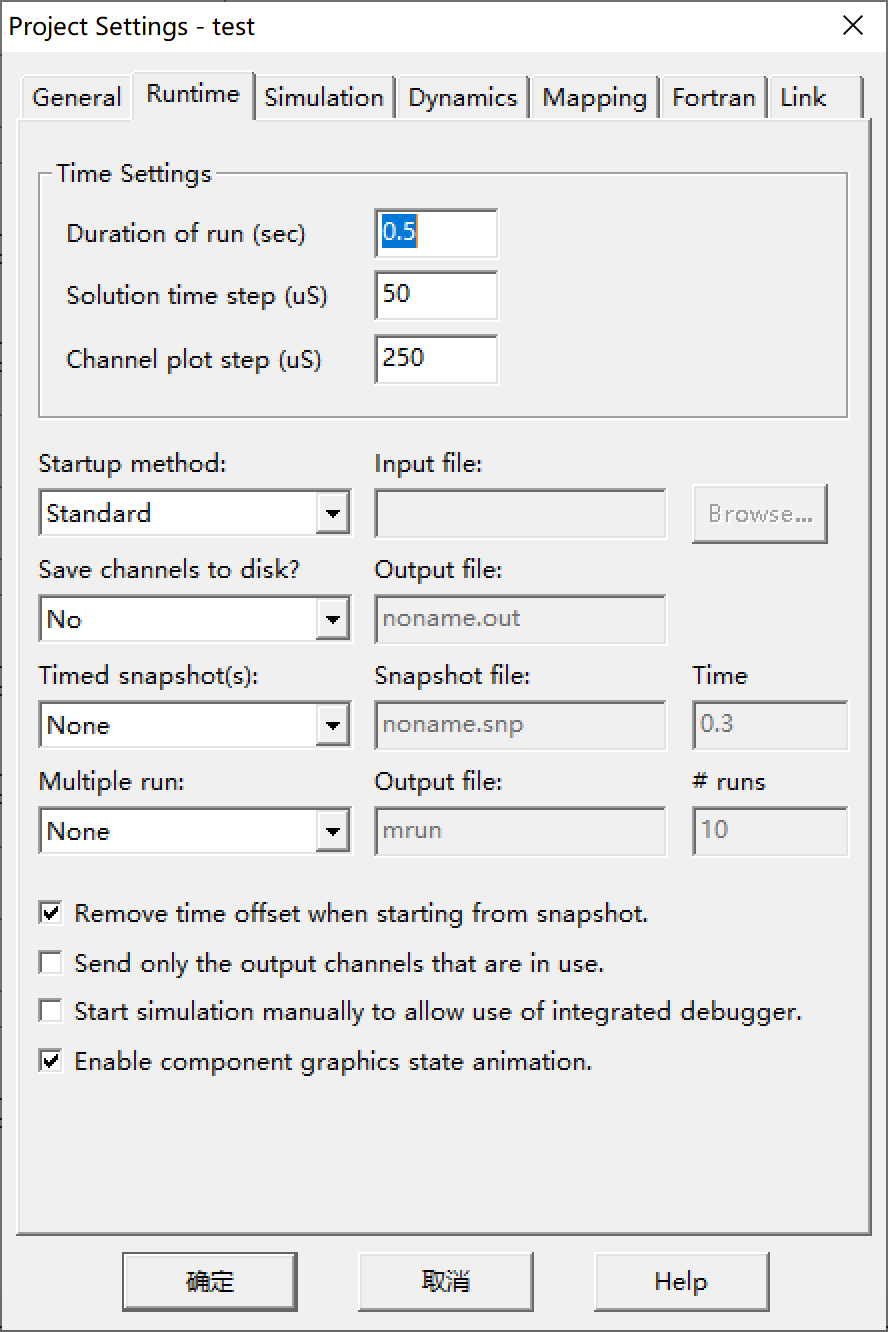 Project Settings - test
General Runtime Simulation Dynamics Mapping Fortran Link
Time Settings
Duration of run (sec) 0.5
Solution time step (uS) 50
Channel plot step (uS) 250
Startup method: Input file:
Standard Browse...
Save channels to disk? Output file:
No noname.out
Timed snapshot(s): Snapshot file: Time
None noname.snp 0.3
Multiple run: Output file: # runs
None mrun 10
Remove time offset when starting from snapshot.
Send only the output channels that are in use.
Start simulation manually to allow use of integrated debugger.
Enable component graphics state animation.
确定 取消 Help